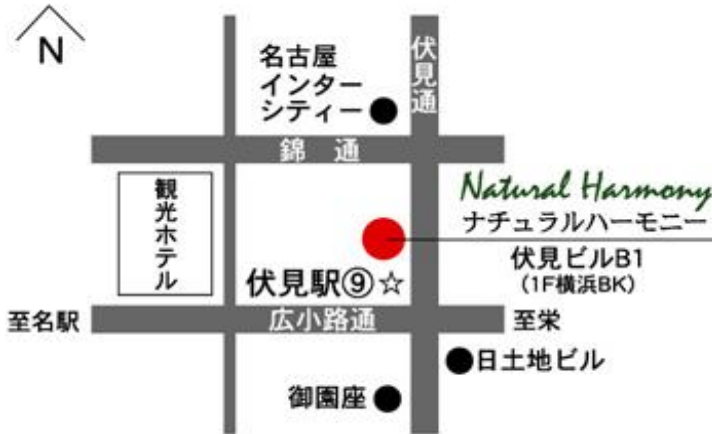 N
名古屋
インター
シティー
伏見通
錦 通
観光ホテル
Natural Harmony
ナチュラルハーモニー
伏見ビルB1
(1F横浜BK)
伏見駅⑨☆
至名駅
広小路通
至栄
日土地ビル
御園座